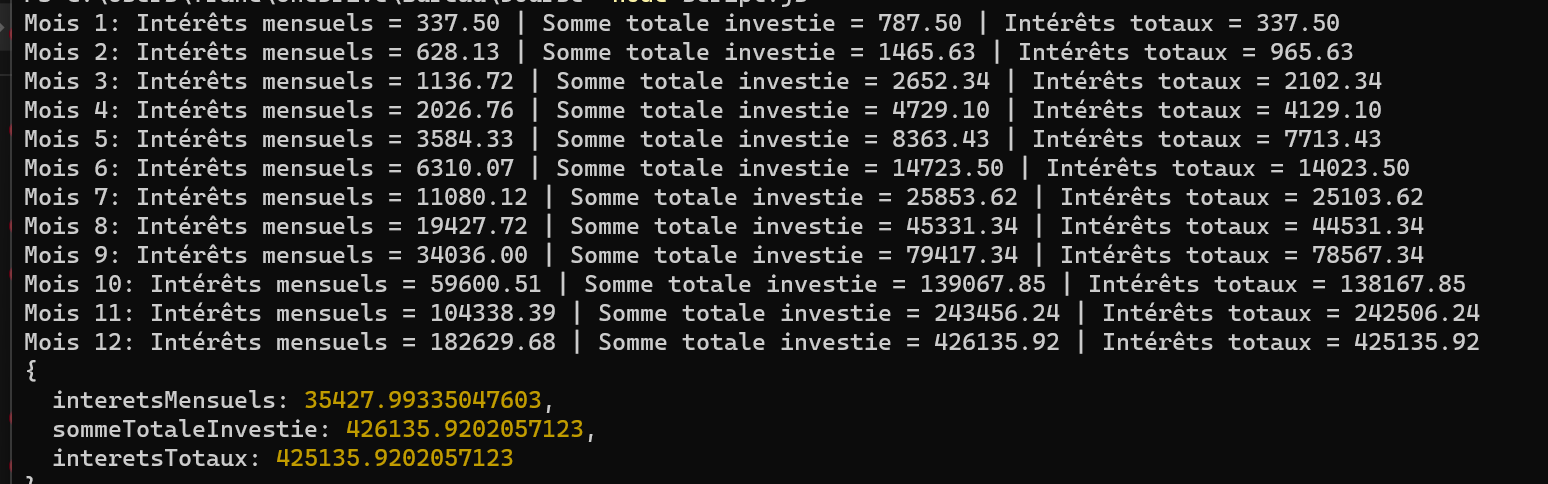 Mois 1: Intérêts mensuels = 337.50 | Somme totale investie = 787.50 | Intérêts totaux = 337.50
Mois 2: Intérêts mensuels = 628.13 | Somme totale investie = 1465.63 | Intérêts totaux = 965.63
Mois 3: Intérêts mensuels = 1136.72 | Somme totale investie = 2652.34 | Intérêts totaux = 2102.34
Mois 4: Intérêts mensuels = 2026.76 | Somme totale investie = 4729.10 | Intérêts totaux = 4129.10
Mois 5: Intérêts mensuels = 3584.33 | Somme totale investie = 8363.43 | Intérêts totaux = 7713.43
Mois 6: Intérêts mensuels = 6310.07 | Somme totale investie = 14723.50 | Intérêts totaux = 14023.50
Mois 7: Intérêts mensuels = 11080.12 | Somme totale investie = 25853.62 | Intérêts totaux = 25103.62
Mois 8: Intérêts mensuels = 19427.72 | Somme totale investie = 45331.34 | Intérêts totaux = 44531.34
Mois 9: Intérêts mensuels = 34036.00 | Somme totale investie = 79417.34 | Intérêts totaux = 78567.34
Mois 10: Intérêts mensuels = 59600.51 | Somme totale investie = 139067.85 | Intérêts totaux = 138167.85
Mois 11: Intérêts mensuels = 104338.39 | Somme totale investie = 243456.24 | Intérêts totaux = 242506.24
Mois 12: Intérêts mensuels = 182629.68 | Somme totale investie = 426135.92 | Intérêts totaux = 425135.92
{
interetsMensuels: 35427.99335047603,
sommeTotaleInvestie: 426135.9202057123,
interetsTotaux: 425135.9202057123